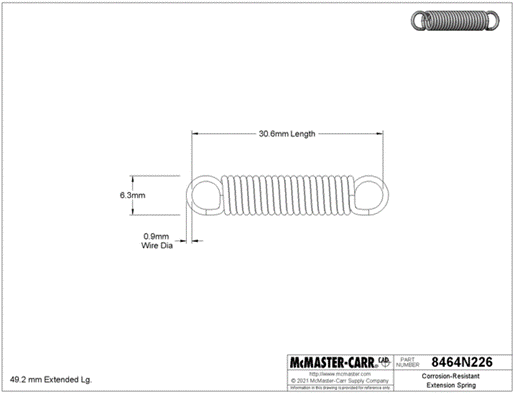 30.6mm Length
6.3mm
0.9mm
Wire Dia
McMASTER-CARR® CAD
PART
NUMBER
8464N226
http://www.mcmaster.com
© 2021 McMaster-Carr Supply Company
Information in this drawing is provided for reference only.
Corrosion-Resistant
Extension Spring
49.2 mm Extended Lg.